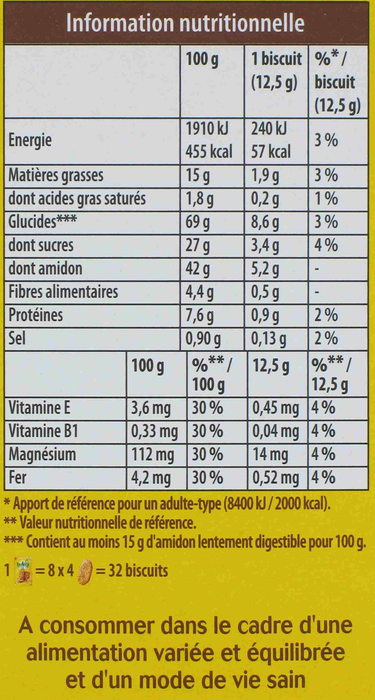 Information nutritionnelle
100 g 1 biscuit (12,5 g) %*/ biscuit (12,5 g)
Energie 1910 kJ 455 kcal 240 kJ 57 kcal 3 %
Matières grasses 15 g 1,9 g 3 %
dont acides gras saturés 1,8 g 0,2 g 1 %
Glucides*** 69 g 8,6 g 3 %
dont sucres 27 g 3,4 g 4 %
dont amidon 42 g 5,2 g -
Fibres alimentaires 4,4 g 0,5 g -
Protéines 7,6 g 0,9 g 2 %
Sel 0,90 g 0,13 g 2 %
100 g %**/ 100 g 12,5 g %**/ 12,5 g
Vitamine E 3,6 mg 30 % 0,45 mg 4 %
Vitamine B1 0,33 mg 30 % 0,04 mg 4 %
Magnésium 112 mg 30 % 14 mg 4 %
Fer 4,2 mg 30 % 0,52 mg 4 %
* Apport de référence pour un adulte-type (8400 kJ / 2000 kcal).
** Valeur nutritionnelle de référence.
*** Contient au moins 15 g d'amidon lentement digestible pour 100 g.
1 = 8 x 4 = 32 biscuits
A consommer dans le cadre d'une
alimentation variée et équilibrée
et d'un mode de vie sain